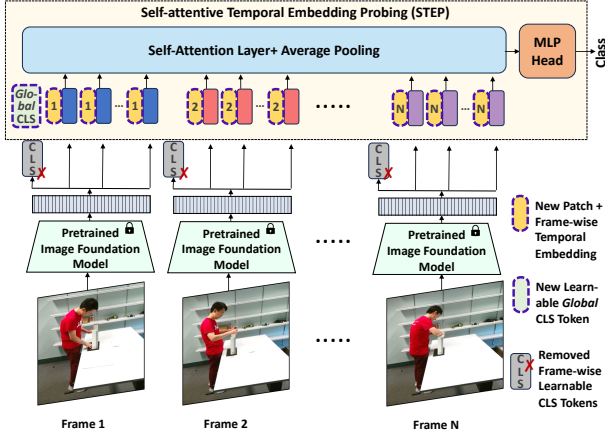 Self-attentive Temporal Embedding Probing (STEP)
Self-Attention Layer+ Average Pooling
MLP
Head
Class
Glo-
bal
CLS
1 1 ... 1
2 2 ... 2
.....
N N ... N
C
L
S
X
C
L
S
X
C
L
S
X
Pretrained
Image Foundation
Model
Pretrained
Image Foundation
Model
.....
Pretrained
Image Foundation
Model
.....
Frame 1
Frame 2
Frame N
New Patch +
Frame-wise
Temporal
Embedding
New Learn-
able Global
CLS Token
C
L
S
X
Removed
Frame-wise
Learnable
CLS Tokens